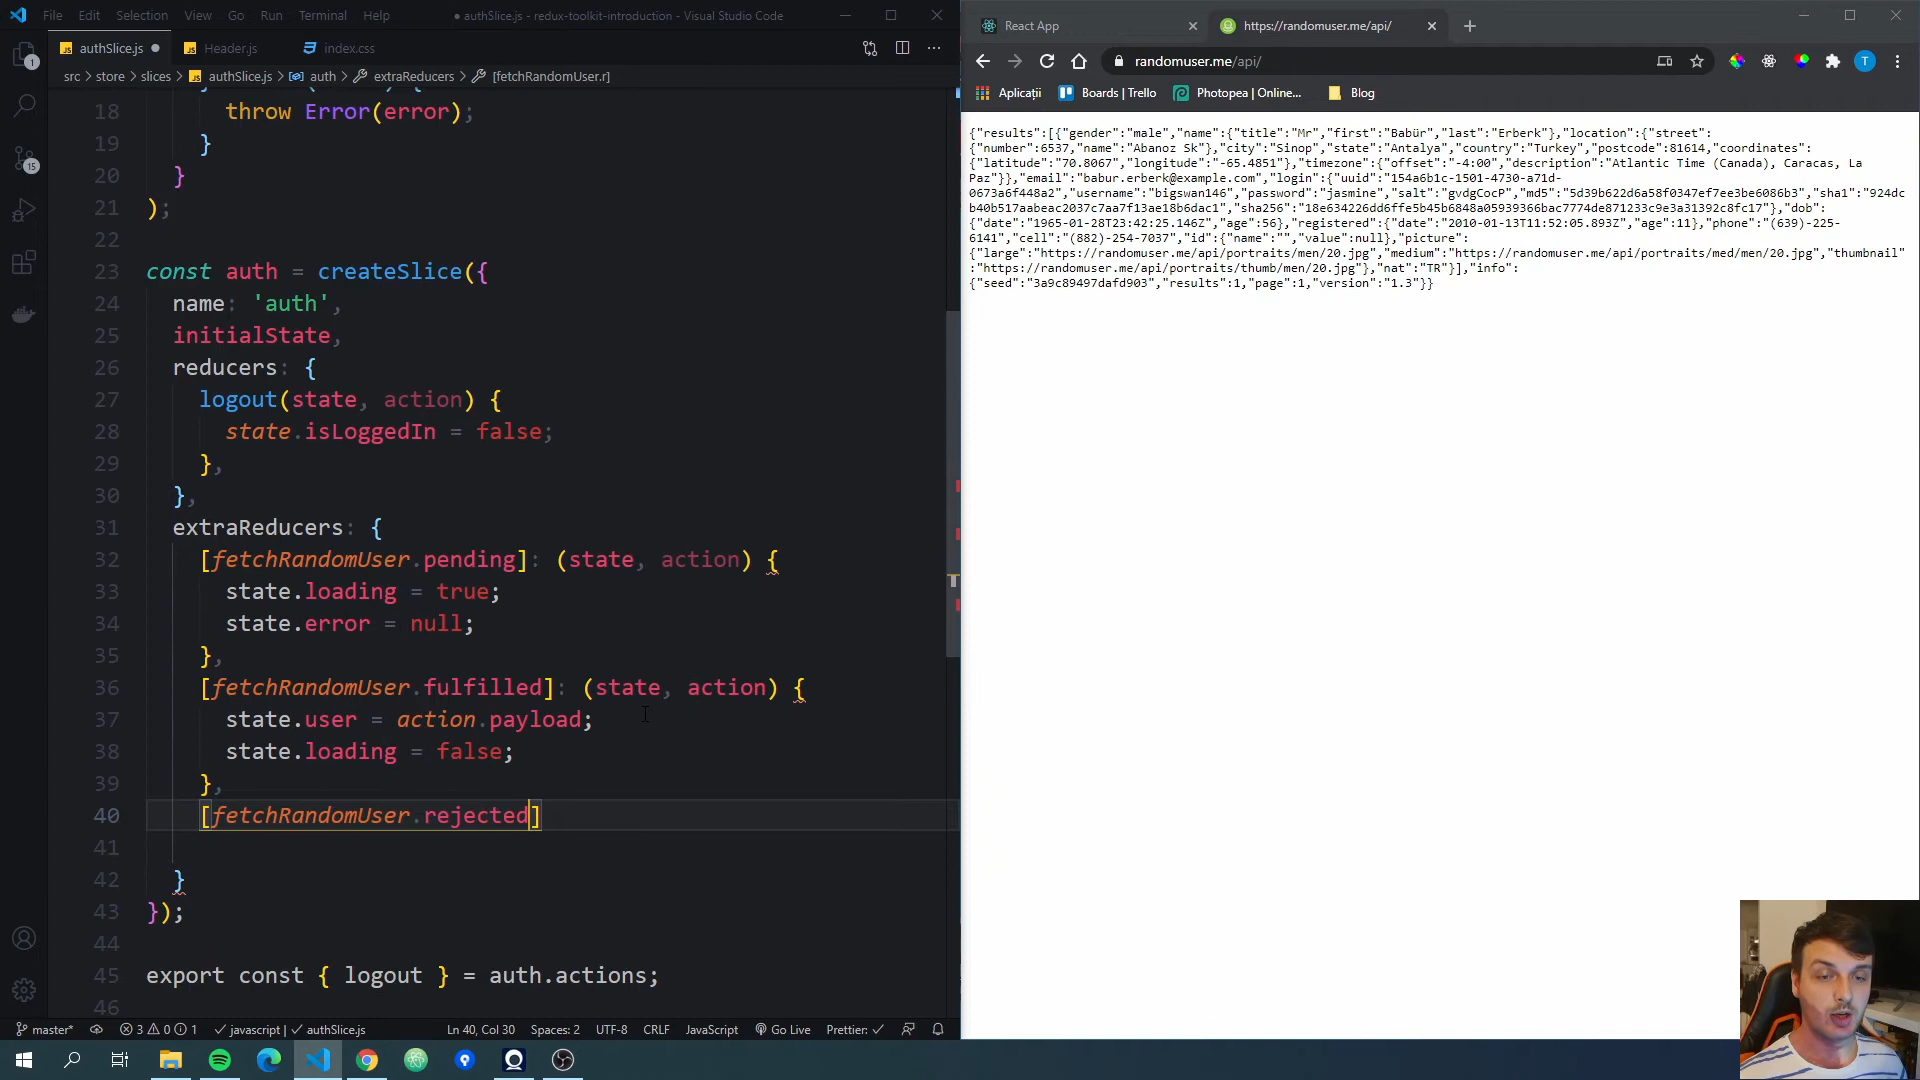 File Edit Selection View Go Run Terminal Help
● authSlice.js - redux-toolkit-introduction - Visual Studio Code
authSlice.js ● Header.js index.css
src > store > slices > authSlice.js > auth > extraReducers > [fetchRandomUser.r]
18 throw Error(error);
19 }
20 }
21 );
22
23 const auth = createSlice({
24 name: 'auth',
25 initialState,
26 reducers: {
27 logout(state, action) {
28 state.isLoggedIn = false;
29 },
30 },
31 extraReducers: {
32 [fetchRandomUser.pending]: (state, action) {
33 state.loading = true;
34 state.error = null;
35 },
36 [fetchRandomUser.fulfilled]: (state, action) {
37 state.user = action.payload;
38 state.loading = false;
39 },
40 [fetchRandomUser.rejected]
41
42 }
43 });
44
45 export const { logout } = auth.actions;
46
1
15
master* 3 0 1 javascript | authSlice.js Ln 40, Col 30 Spaces: 2 UTF-8 CRLF JavaScript Go Live Prettier: ✓
React App https://randomuser.me/api/
randomuser.me/api/
T
Aplicații Boards | Trello Photopea | Online... Blog
{"results":[{"gender":"male","name":{"title":"Mr","first":"Babür","last":"Erberk"},"location":{"street":
{"number":6537,"name":"Abanoz Sk"},"city":"Sinop","state":"Antalya","country":"Turkey","postcode":81614,"coordinates":
{"latitude":"70.8067","longitude":"-65.4851"},"timezone":{"offset":"-4:00","description":"Atlantic Time (Canada), Caracas, La
Paz"}},"email":"babur.erberk@example.com","login":{"uuid":"154a6b1c-1501-4730-a71d-
0673a6f448a2","username":"bigswan146","password":"jasmine","salt":"gvdgCocP","md5":"5d39b622d6a58f0347ef7ee3be6086b3","sha1":"924dc
b40b517aabeac2037c7aa7f13ae18b6dac1","sha256":"18e634226dd6ffe5b45b6848a05939366bac7774de871233c9e3a31392c8fc17"},"dob":
{"date":"1965-01-28T23:42:25.146Z","age":56},"registered":{"date":"2010-01-13T11:52:05.893Z","age":11},"phone":"(639)-225-
6141","cell":"(882)-254-7037","id":{"name":"","value":null},"picture":
{"large":"https://randomuser.me/api/portraits/men/20.jpg","medium":"https://randomuser.me/api/portraits/med/men/20.jpg","thumbnail"
:"https://randomuser.me/api/portraits/thumb/men/20.jpg"},"nat":"TR"}],"info":
{"seed":"3a9c89497dafd903","results":1,"page":1,"version":"1.3"}}